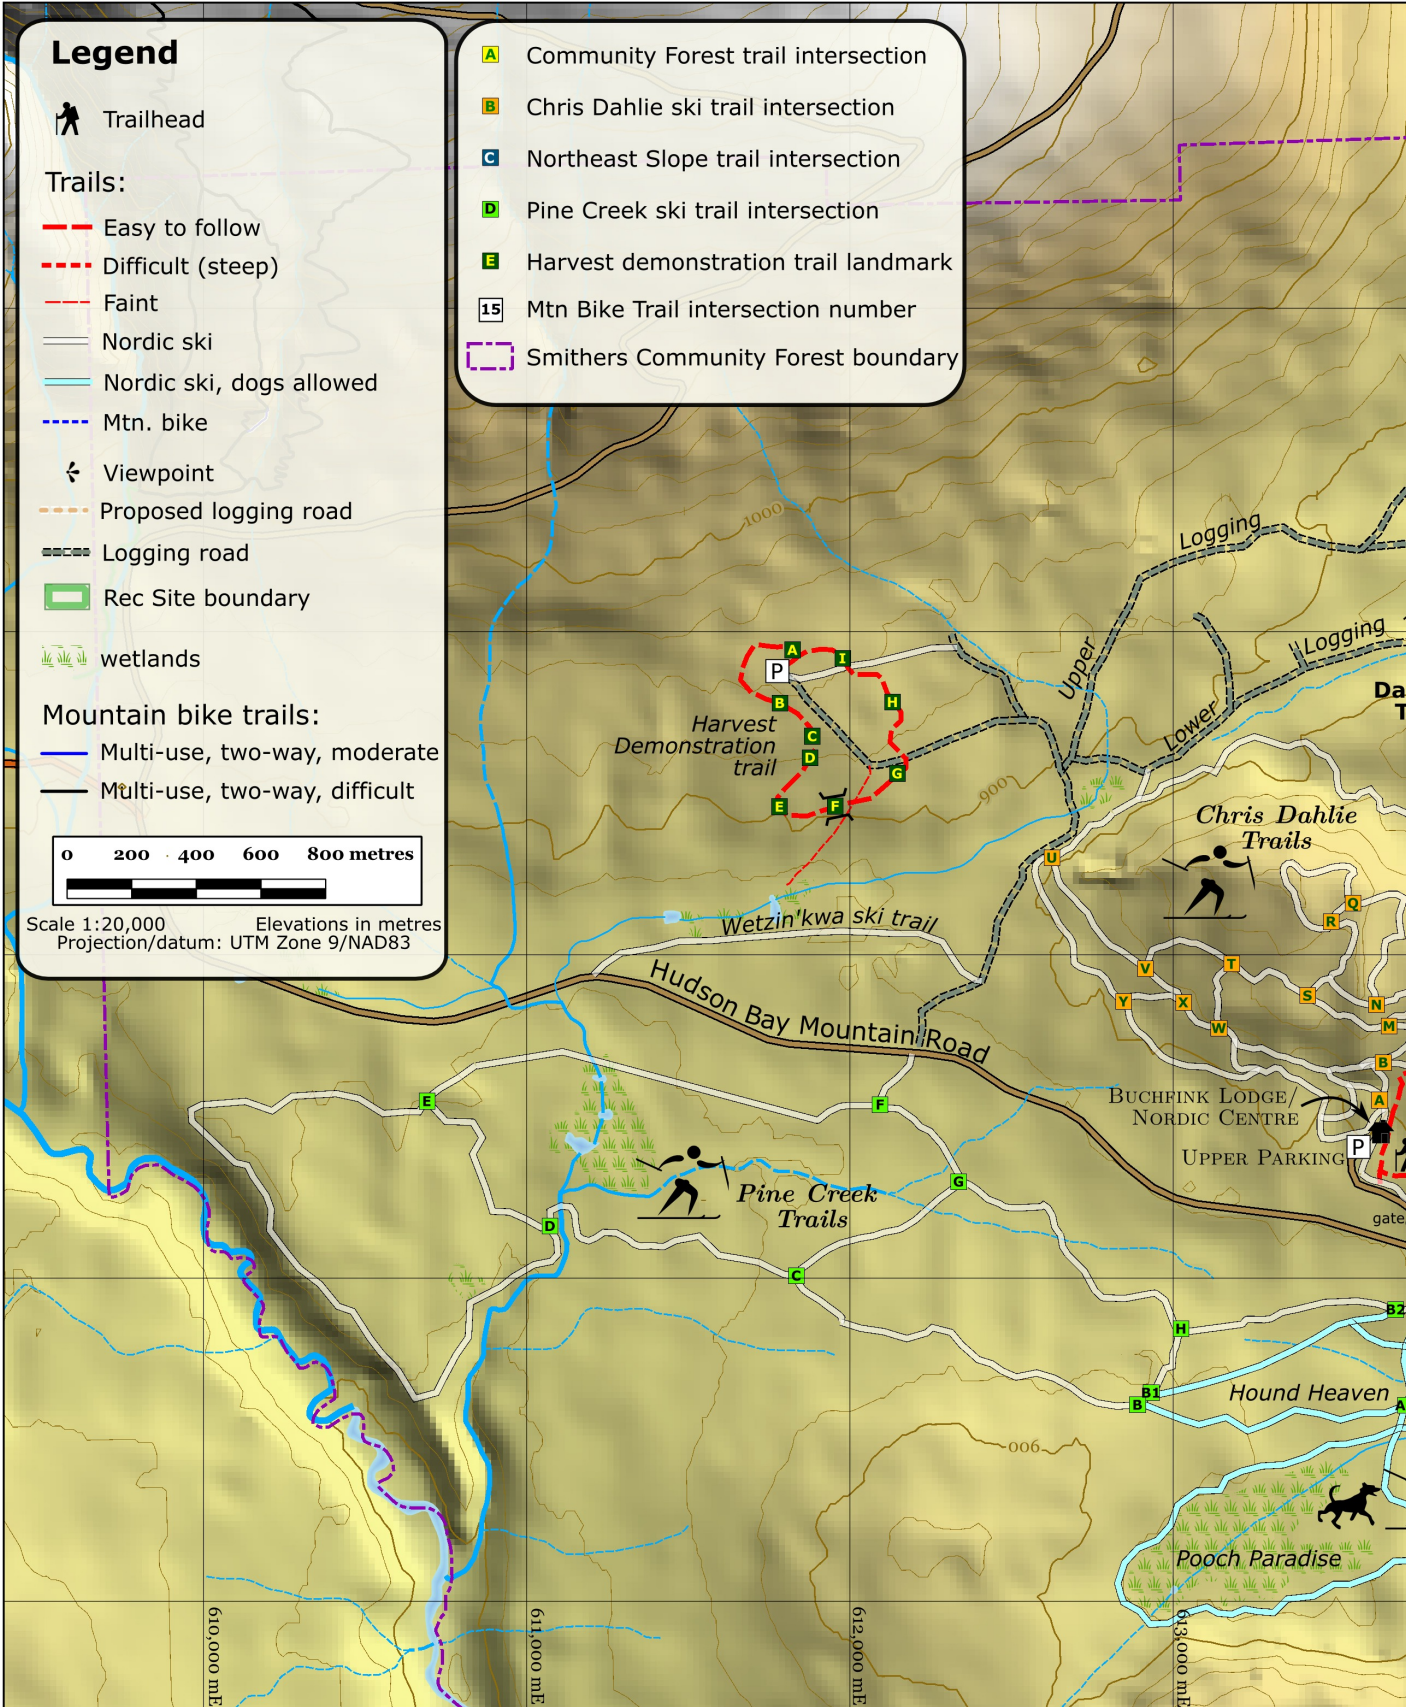 Legend
Trailhead
Trails:
Easy to follow
Difficult (steep)
Faint
Nordic ski
Nordic ski, dogs allowed
Mtn. bike
Viewpoint
Proposed logging road
Logging road
Rec Site boundary
wetlands
Mountain bike trails:
Multi-use, two-way, moderate
Multi-use, two-way, difficult
0 200 400 600 800 metres
Scale 1:20,000 Elevations in metres
Projection/datum: UTM Zone 9/NAD83
A Community Forest trail intersection
B Chris Dahlie ski trail intersection
C Northeast Slope trail intersection
D Pine Creek ski trail intersection
E Harvest demonstration trail landmark
15 Mtn Bike Trail intersection number
Smithers Community Forest boundary
1000
Logging
Upper
Logging
Lower
Da
T
A
I
P
B
H
Harvest
Demonstration
trail
C
D
G
E
F
900
Chris Dahlie
Trails
U
Q
R
Wetzin'kwa ski trail
V
T
S
N
Y
X
W
M
Hudson Bay Mountain Road
B
A
Buchfink Lodge/
Nordic Centre
P
Upper Parking
gate
E
F
G
D
Pine Creek
Trails
C
H
B2
B1
B
Hound Heaven
A
900
Pooch Paradise
610,000 mE
611,000 mE
612,000 mE
613,000 mE